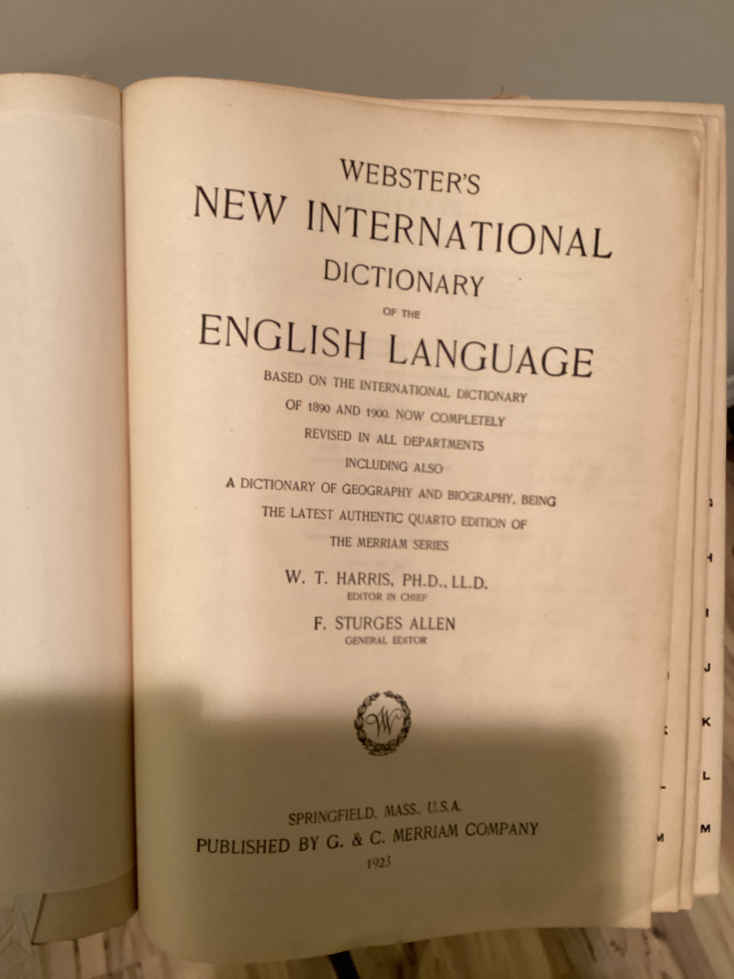 WEBSTER'S
NEW INTERNATIONAL
DICTIONARY
OF THE
ENGLISH LANGUAGE
BASED ON THE INTERNATIONAL DICTIONARY
OF 1890 AND 1900. NOW COMPLETELY
REVISED IN ALL DEPARTMENTS
INCLUDING ALSO
A DICTIONARY OF GEOGRAPHY AND BIOGRAPHY, BEING
THE LATEST AUTHENTIC QUARTO EDITION OF
THE MERRIAM SERIES
W. T. HARRIS, PH.D., LL.D.
EDITOR IN CHIEF
F. STURGES ALLEN
GENERAL EDITOR
W
SPRINGFIELD, MASS., U.S.A.
PUBLISHED BY G. & C. MERRIAM COMPANY
1923
H
I
J
K
L
M
M